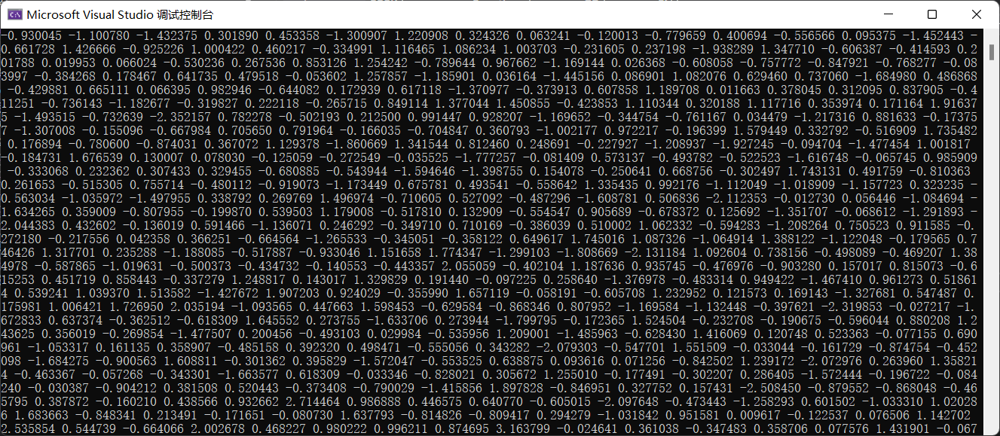 Microsoft Visual Studio 调试控制台
-0.930045 -1.100780 -1.432375 0.301890 0.453358 -1.300907 1.220908 0.324326 0.063241 -0.120013 -0.779659 0.400694 -0.556566 0.095375 -1.452443 -
0.661728 1.426666 -0.925226 1.000422 0.460217 -0.334991 1.116465 1.086234 1.003703 -0.231605 0.237198 -1.938289 1.347710 -0.606387 -0.414593 0.2
01788 0.019953 0.066024 -0.530236 0.267536 0.853126 1.254242 -0.789644 0.967662 -1.169144 0.026368 -0.608058 -0.757772 -0.847921 -0.768277 -0.08
3997 -0.384268 0.178467 0.641735 0.479518 -0.053602 1.257857 -1.185901 0.036164 -1.445156 0.086901 1.082076 0.629460 0.737060 -1.684980 0.486868
-0.429881 0.665111 0.066395 0.982946 -0.644082 0.172939 0.617118 -1.370977 -0.373913 0.607858 1.189708 0.011663 0.378045 0.312095 0.837905 -0.4
11251 -0.736143 -1.182677 -0.319827 0.222118 -0.265715 0.849114 1.377044 1.450855 -0.423853 1.110344 0.320188 1.117716 0.353974 0.171164 1.91637
5 -1.493515 -0.732639 -2.352157 0.782278 -0.502193 0.212500 0.991447 0.928207 -1.169652 -0.344754 -0.761167 0.034479 -1.217316 0.881633 -0.17375
7 -1.307008 -0.155096 -0.667984 0.705650 0.791964 -0.166035 -0.704847 0.360793 -1.002177 0.972217 -0.196399 1.579449 0.332792 -0.516909 1.735482
0.176894 -0.780600 -0.874031 0.367072 1.129378 -1.860669 1.341544 0.812460 0.248691 -0.227927 -1.208937 -1.927245 -0.094704 -1.477454 1.001817
-0.184731 1.676539 0.130007 0.078030 -0.125059 -0.272549 -0.035525 -1.777257 -0.081409 0.573137 -0.493782 -0.522523 -1.616748 -0.065745 0.985909
-0.333068 0.232362 0.307433 0.329455 -0.680885 -0.543944 -1.594646 -1.398755 0.154078 -0.250641 0.668756 -0.302497 1.743131 0.491759 -0.810363
0.261653 -0.515305 0.755714 -0.480112 -0.919073 -1.173449 0.675781 0.493541 -0.558642 1.335435 0.992176 -1.112049 -1.018909 -1.157723 0.323235 -
0.563034 -1.035972 -1.497955 0.338792 0.269769 1.496974 -0.710605 0.527092 -0.487296 -1.608781 0.506836 -2.112353 -0.012730 0.056446 -1.084694 -
1.634265 0.359009 -0.807955 -0.199870 0.539503 1.179008 -0.517810 0.132909 -0.554547 0.905689 -0.678372 0.125692 -1.351707 -0.068612 -1.291893 -
2.044383 0.432602 -0.136019 0.591466 -1.136071 0.246292 -0.349710 0.710169 -0.386039 0.510002 1.062332 -0.594283 -1.208264 0.750523 0.911585 -0.
272180 -0.217556 0.042358 0.366251 -0.664564 -1.265533 -0.345051 -0.358122 0.649617 1.745016 1.087326 -1.064914 1.388122 -1.122048 -0.179565 0.7
46426 1.317701 0.235288 -1.188085 -0.517887 -0.933046 1.151658 1.774347 -1.299103 -1.808669 -2.131184 1.092604 0.738156 -0.498089 -0.469207 1.38
4978 -0.587865 -1.019631 -0.500373 -0.434732 -0.140553 -0.443357 2.055059 -0.402104 1.187636 0.935745 -0.476976 -0.903280 0.157017 0.815073 -0.6
15253 0.451719 0.858443 -0.337279 1.248817 0.143017 1.329829 0.191440 -0.097225 0.258640 -1.376978 -0.483314 0.949422 -1.467410 0.961273 0.51861
4 0.539241 1.039370 1.513582 -1.427672 1.907203 0.924029 -0.355990 1.657119 -0.058191 -0.605708 1.232952 0.121573 0.169143 -1.327681 0.547487 0.
175981 1.006421 1.726950 2.035194 -1.093565 0.447663 1.598453 -0.629584 -0.868346 0.807952 -1.169584 -1.132448 -0.397621 -2.319853 -0.027217 -1.
672833 0.637374 -0.362512 -0.618309 1.645552 0.273755 -1.633706 0.273944 -1.799795 -0.172365 1.524504 -0.232708 -0.190675 -0.596044 0.880208 1.2
43625 0.356019 -0.269854 -1.477507 0.200456 -0.493103 0.029984 -0.535956 1.209001 -1.485963 -0.628430 1.416069 0.120748 0.523363 -0.077155 0.690
961 -1.053317 0.161135 0.358907 -0.485158 0.392320 0.498471 -0.555056 0.343282 -2.079303 -0.547701 1.551509 -0.033044 -0.161729 -0.874754 -0.452
098 -1.684275 -0.900563 1.608811 -0.301362 0.395829 -1.572047 -0.553525 0.638875 0.093616 0.071256 -0.842502 1.239172 -2.072976 0.263960 1.35821
4 -0.463367 -0.057268 -0.343301 -1.663577 0.618309 -0.033346 -0.828021 0.305672 1.255010 -0.177491 -0.302207 0.286405 -1.572444 -0.196722 -0.084
240 -0.030387 -0.904212 0.381508 0.520443 -0.373408 -0.790029 -1.415856 1.897828 -0.846951 0.327752 0.157431 -2.508450 -0.879552 -0.868048 -0.46
5795 0.387872 -0.160210 0.438566 0.932662 2.714464 0.986888 0.446575 0.640770 -0.605015 -2.097648 -0.473443 -1.258293 0.601502 -1.033310 1.02028
6 1.683663 -0.848341 0.213491 -0.171651 -0.080730 1.637793 -0.814826 -0.809417 0.294279 -1.031842 0.951581 0.009617 -0.122537 0.076506 1.142702
2.535854 0.544739 -0.664066 2.002678 0.468227 0.980222 0.996211 0.874695 3.163799 -0.024641 0.361038 -0.347483 0.358706 0.077576 1.431901 -0.067